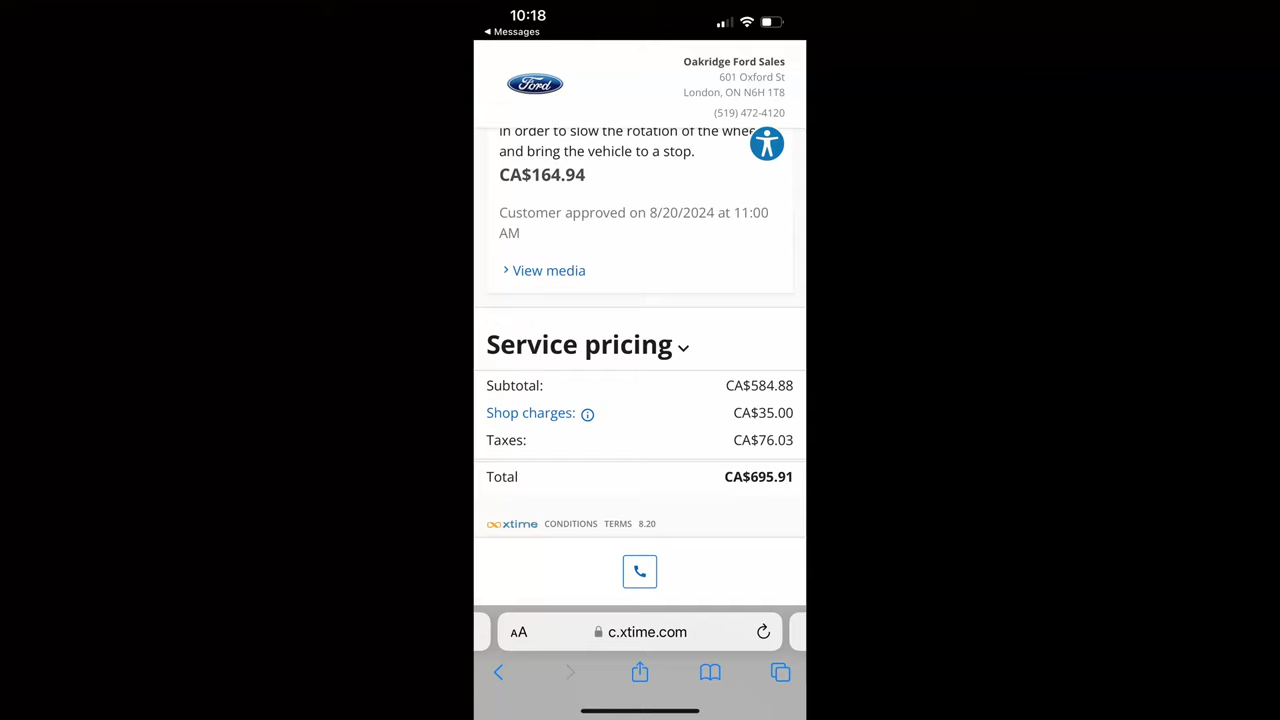 10:18
◄ Messages
Ford
Oakridge Ford Sales
601 Oxford St
London, ON N6H 1T8
(519) 472-4120
in order to slow the rotation of the
and bring the vehicle to a stop.
CA$164.94
Customer approved on 8/20/2024 at 11:00
AM
> View media
Service pricing
Subtotal: CA$584.88
Shop charges: CA$35.00
Taxes: CA$76.03
Total CA$695.91
xtime CONDITIONS TERMS 8.20
AA c.xtime.com